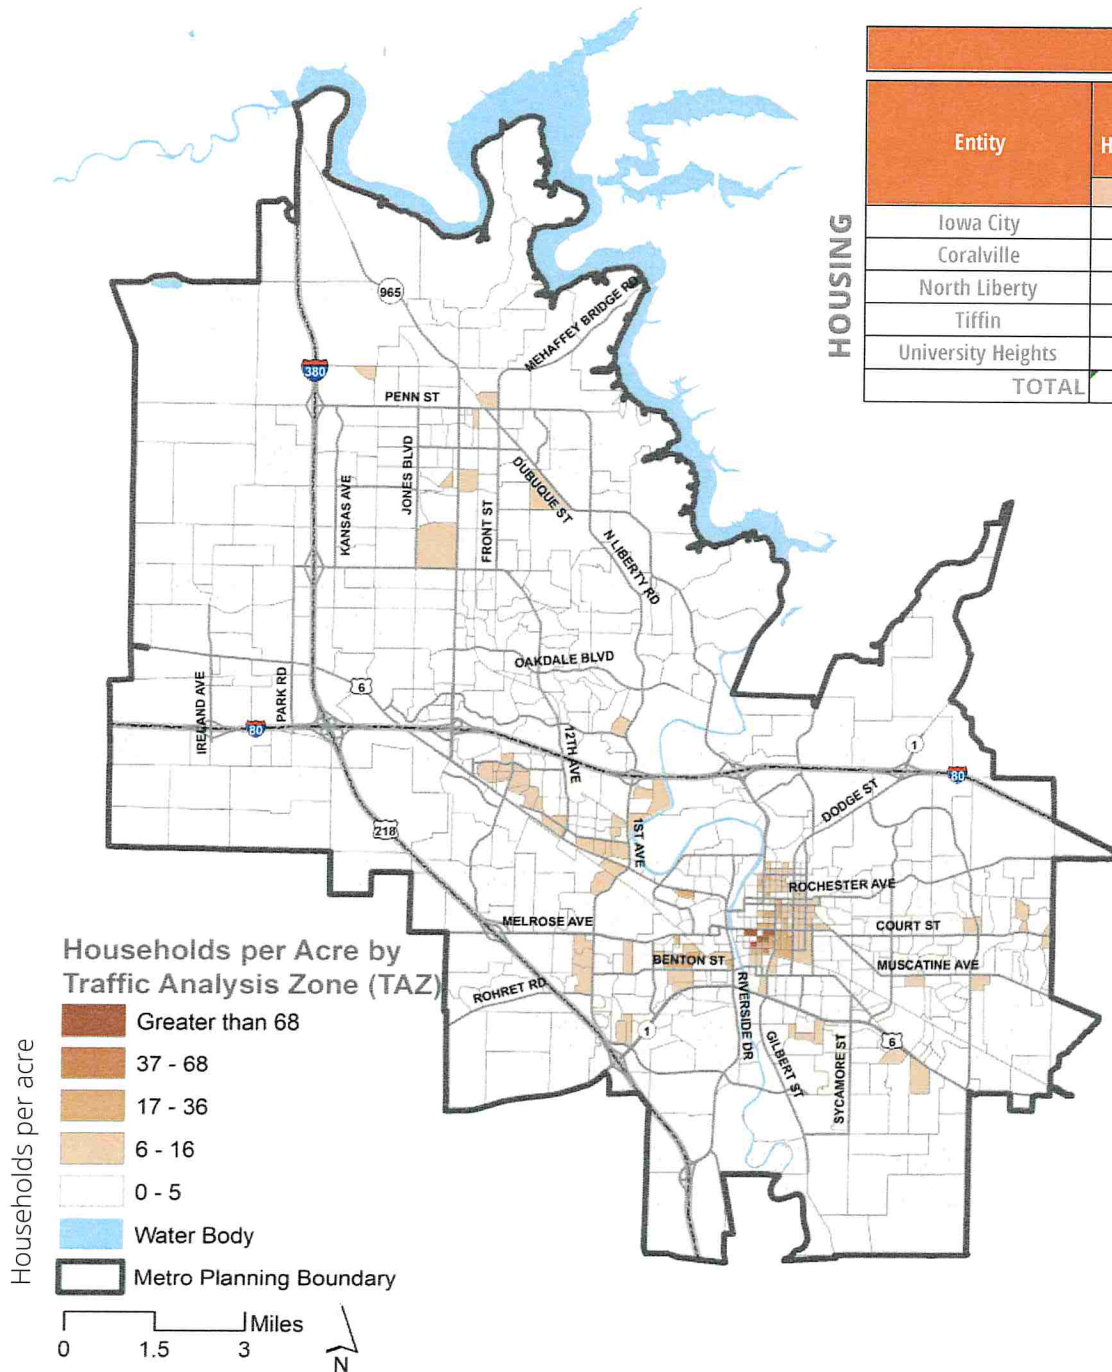 Entity
H
HOUSING
Iowa City
Coralville
North Liberty
Tiffin
University Heights
TOTAL
965
MEHAFFEY BRIDGE RD
380
PENN ST
KANSAS AVE
JONES BLVD
FRONT ST
DUBUQUE ST
N LIBERTY RD
OAKDALE BLVD
IRELAND AVE
PARK RD
6
80
12TH AVE
1
80
DODGE ST
218
1ST AVE
ROCHESTER AVE
MELROSE AVE
COURT ST
BENTON ST
MUSCATINE AVE
ROHRET RD
RIVERSIDE DR
1
GILBERT ST
SYCAMORE ST
6
Households per Acre by
Traffic Analysis Zone (TAZ)
Greater than 68
37 - 68
17 - 36
6 - 16
0 - 5
Water Body
Metro Planning Boundary
Households per acre
Miles
0 1.5 3
N